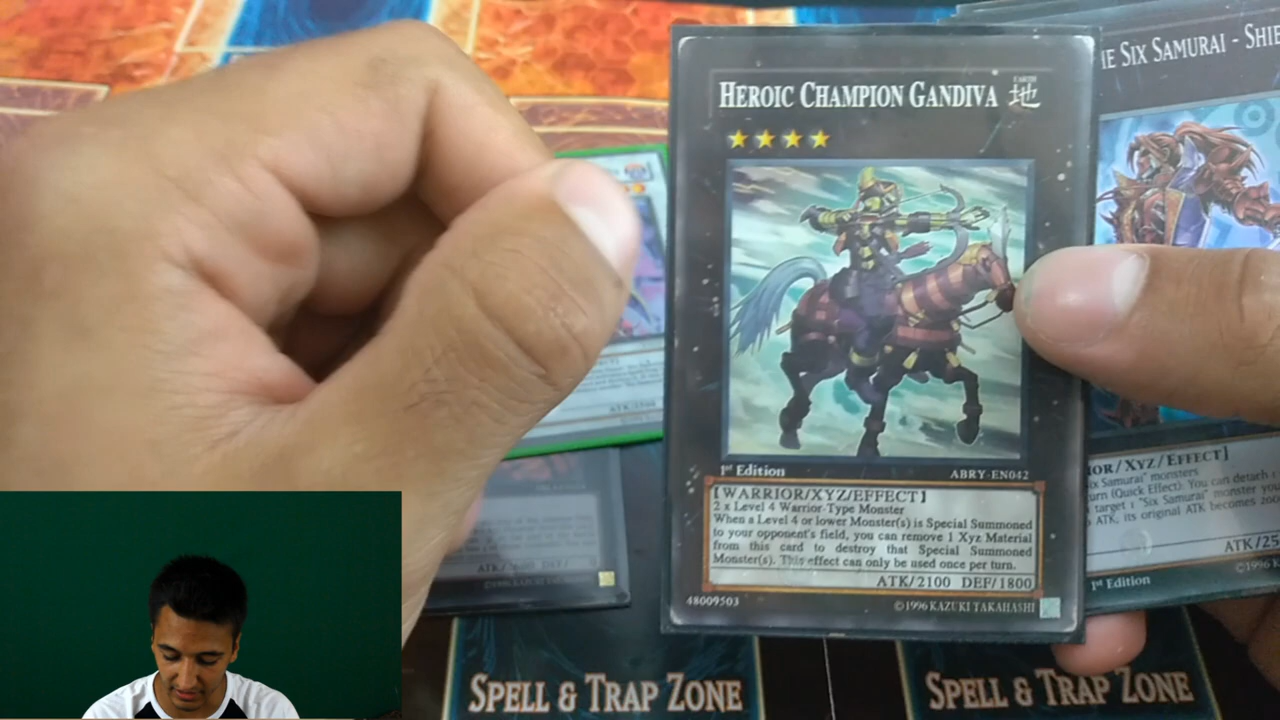 HEROIC CHAMPION GANDIVA
EARTH
地
1st Edition
ABRY-EN042
[WARRIOR/XYZ/EFFECT]
2 x Level 4 Warrior-Type Monster
When a Level 4 or lower Monster(s) is Special Summoned
to your opponent's field, you can remove 1 Xyz Material
from this card to destroy that Special Summoned
Monster(s). This effect can only be used once per turn.
ATK/2100 DEF/1800
48009503
©1996 KAZUKI TAKAHASHI
SIX SAMURAI - SHIE
/XYZ/EFFECT]
Six Samurai" monsters
(Quick Effect): You can detach
target 1 "Six Samurai" monster
ATK, its original ATK becomes
ATK/25
1st Edition
©1996 K
©1996 KAZUKI TAKAHASHI
SPELL & TRAP ZONE
SPELL & TRAP ZONE